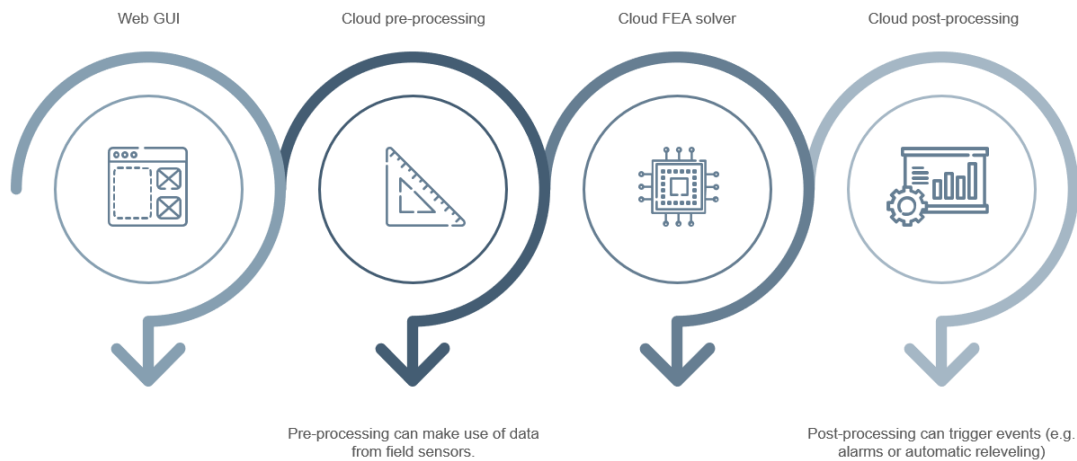 Web GUI
Cloud pre-processing
Cloud FEA solver
Cloud post-processing
Pre-processing can make use of data
from field sensors.
Post-processing can trigger events (e.g.
alarms or automatic releveling)